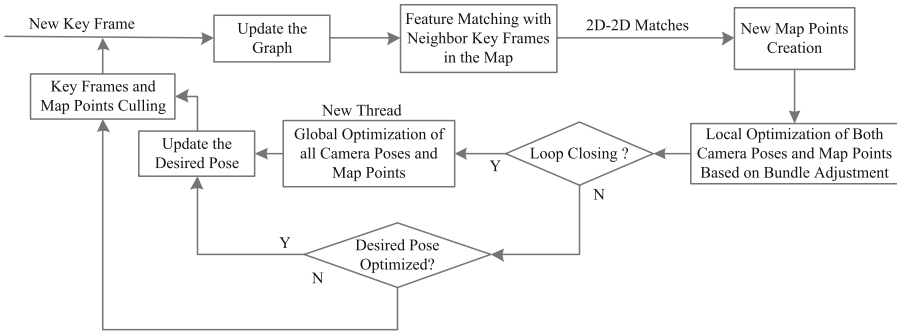 New Key Frame
Update the
Graph
Feature Matching with
Neighbor Key Frames
in the Map
2D-2D Matches
New Map Points
Creation
Key Frames and
Map Points Culling
Update the
Desired Pose
New Thread
Global Optimization of
all Camera Poses and
Map Points
Y
Loop Closing ?
N
Local Optimization of Both
Camera Poses and Map Points
Based on Bundle Adjustment
Y
Desired Pose
Optimized?
N